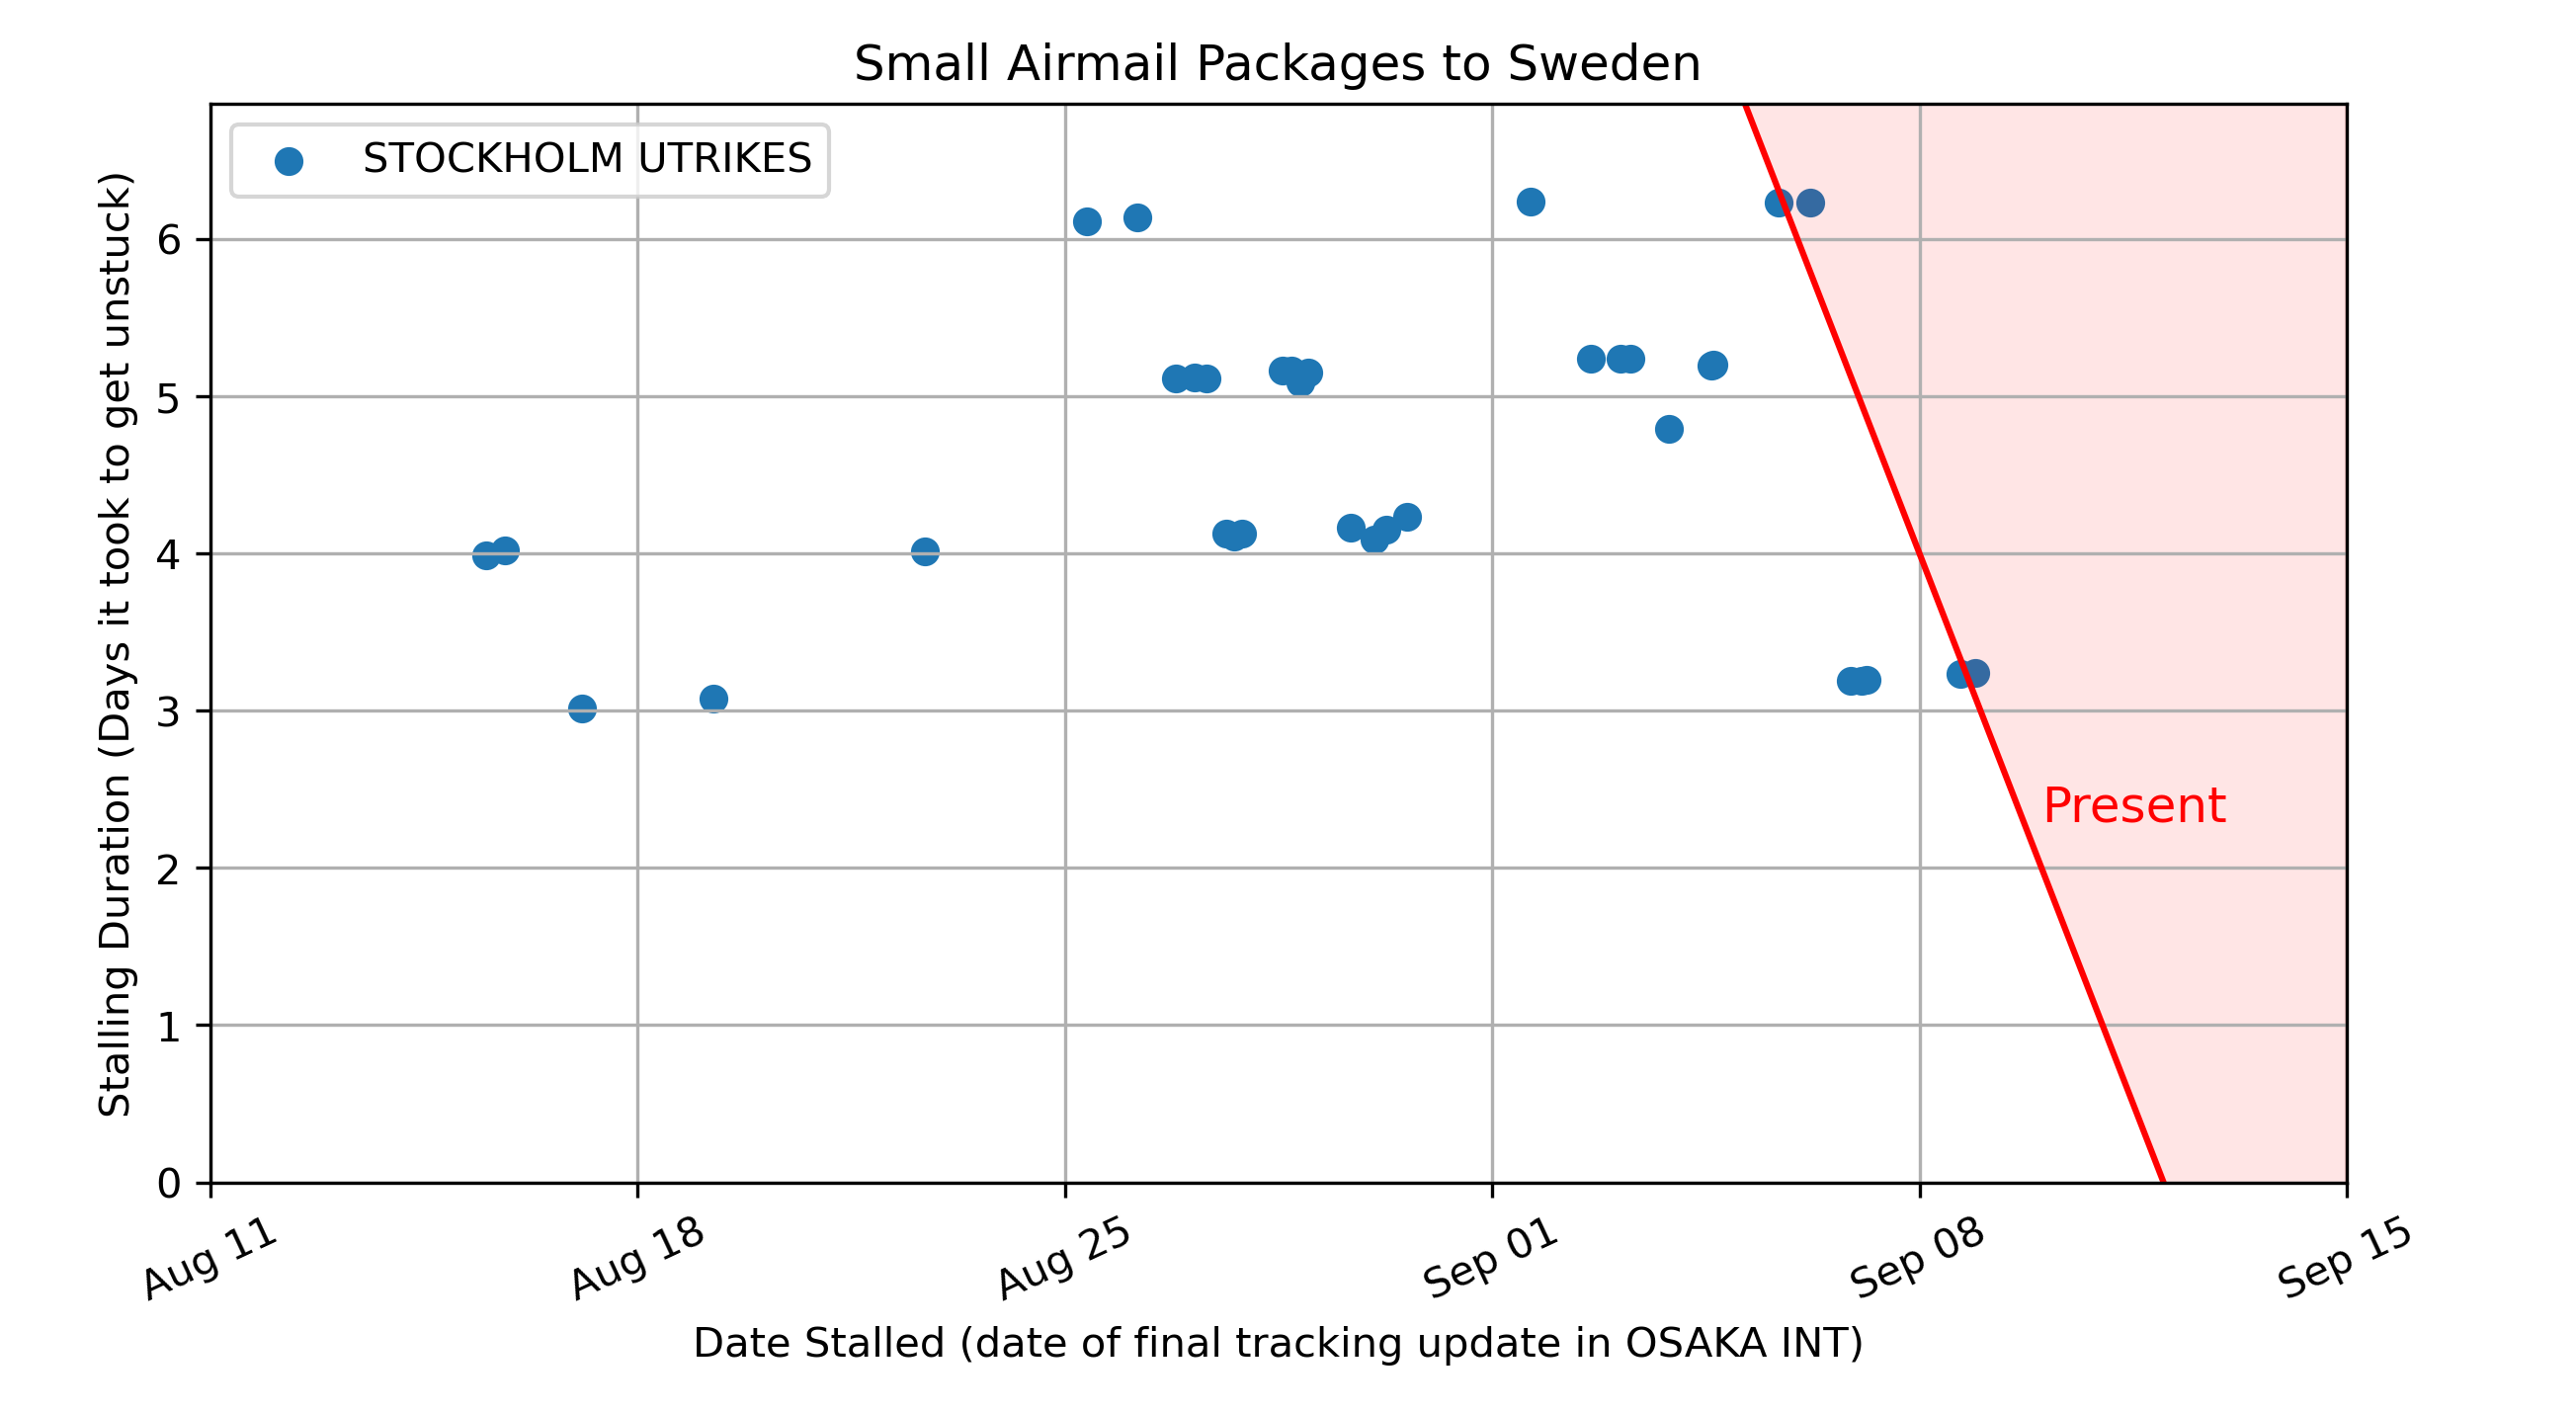 Small Airmail Packages to Sweden
STOCKHOLM UTRIKES
Stalling Duration (Days it took to get unstuck)
6
5
4
3
2
1
0
Present
Aug 11
Aug 18
Aug 25
Sep 01
Sep 08
Sep 15
Date Stalled (date of final tracking update in OSAKA INT)